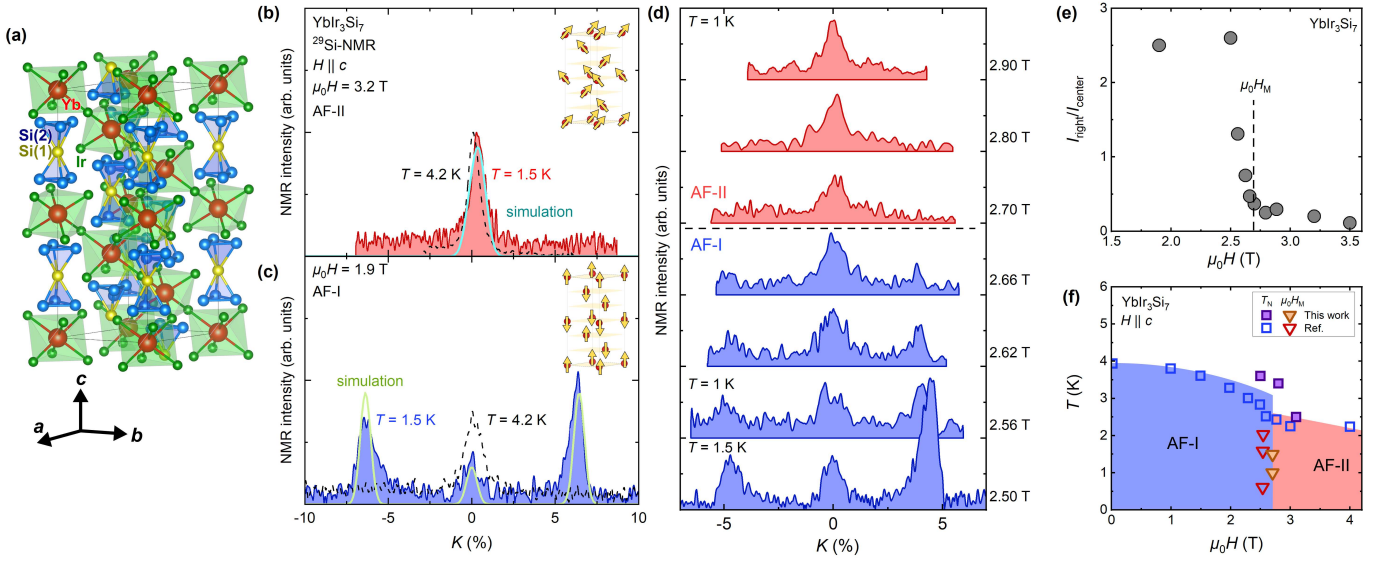 (a)
Yb
Si(2)
Si(1)
Ir
c
a
b
(b)
YbIr₃Si₇
²⁹Si-NMR
H || c
μ₀H = 3.2 T
AF-II
T = 4.2 K
T = 1.5 K
simulation
NMR intensity (arb. units)
(c)
μ₀H = 1.9 T
AF-I
simulation
T = 1.5 K
T = 4.2 K
NMR intensity (arb. units)
-10 -5 0 5 10
K (%)
(d)
T = 1 K
2.90 T
2.80 T
AF-II
2.70 T
AF-I
2.66 T
2.62 T
T = 1 K
2.56 T
T = 1.5 K
2.50 T
NMR intensity (arb. units)
-5 0 5
K (%)
(e)
YbIr₃Si₇
μ₀H_M
I_right/I_center
3
2
1
0
1.5 2.0 2.5 3.0 3.5
μ₀H (T)
(f)
YbIr₃Si₇
H || c
T_N μ₀H_M
This work
Ref.
AF-I
AF-II
T (K)
6
5
4
3
2
1
0
0 1 2 3 4
μ₀H (T)